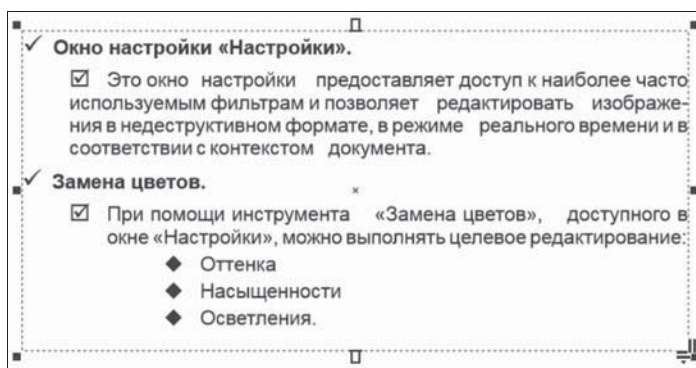 ✓ Окно настройки «Настройки».
☑ Это окно настройки предоставляет доступ к наиболее часто
используемым фильтрам и позволяет редактировать изображе-
ния в недеструктивном формате, в режиме реального времени и в
соответствии с контекстом документа.
✓ Замена цветов.
☑ При помощи инструмента «Замена цветов», доступного в
окне «Настройки», можно выполнять целевое редактирование:
◆ Оттенка
◆ Насыщенности
◆ Осветления.